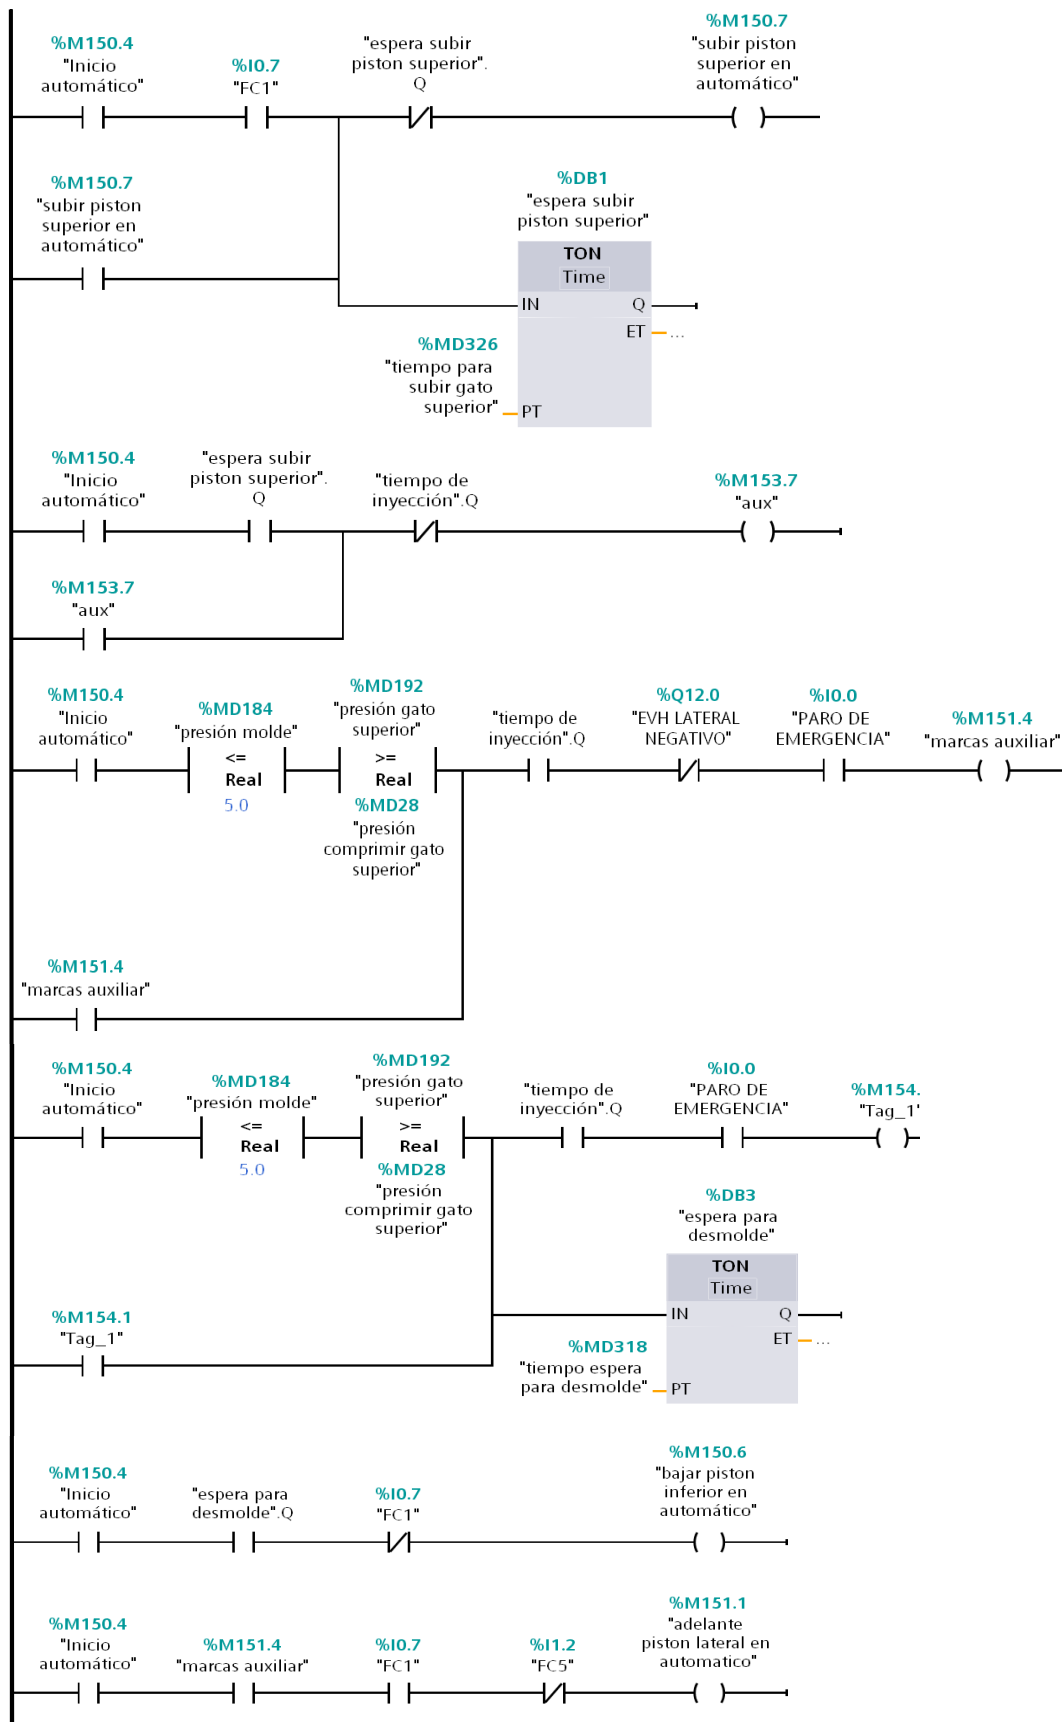 %M150.4
"Inicio
automático"
%I0.7
"FC1"
"espera subir
piston superior".
Q
%M150.7
"subir piston
superior en
automático"
%M150.7
"subir piston
superior en
automático"
%DB1
"espera subir
piston superior"
TON
Time
IN
Q
ET
...
%MD326
"tiempo para
subir gato
superior"
PT
%M150.4
"Inicio
automático"
"espera subir
piston superior".
Q
"tiempo de
inyección".Q
%M153.7
"aux"
%M153.7
"aux"
%M150.4
"Inicio
automático"
%MD184
"presión molde"
<=
Real
5.0
%MD192
"presión gato
superior"
>=
Real
%MD28
"presión
comprimir gato
superior"
"tiempo de
inyección".Q
%Q12.0
"EVH LATERAL
NEGATIVO"
%I0.0
"PARO DE
EMERGENCIA"
%M151.4
"marcas auxiliar"
%M151.4
"marcas auxiliar"
%M150.4
"Inicio
automático"
%MD184
"presión molde"
<=
Real
5.0
%MD192
"presión gato
superior"
>=
Real
%MD28
"presión
comprimir gato
superior"
"tiempo de
inyección".Q
%I0.0
"PARO DE
EMERGENCIA"
%M154.
"Tag_1'
%DB3
"espera para
desmolde"
TON
Time
IN
Q
ET
...
%MD318
"tiempo espera
para desmolde"
PT
%M154.1
"Tag_1"
%M150.4
"Inicio
automático"
"espera para
desmolde".Q
%I0.7
"FC1"
%M150.6
"bajar piston
inferior en
automático"
%M150.4
"Inicio
automático"
%M151.4
"marcas auxiliar"
%I0.7
"FC1"
%I1.2
"FC5"
%M151.1
"adelante
piston lateral en
automatico"